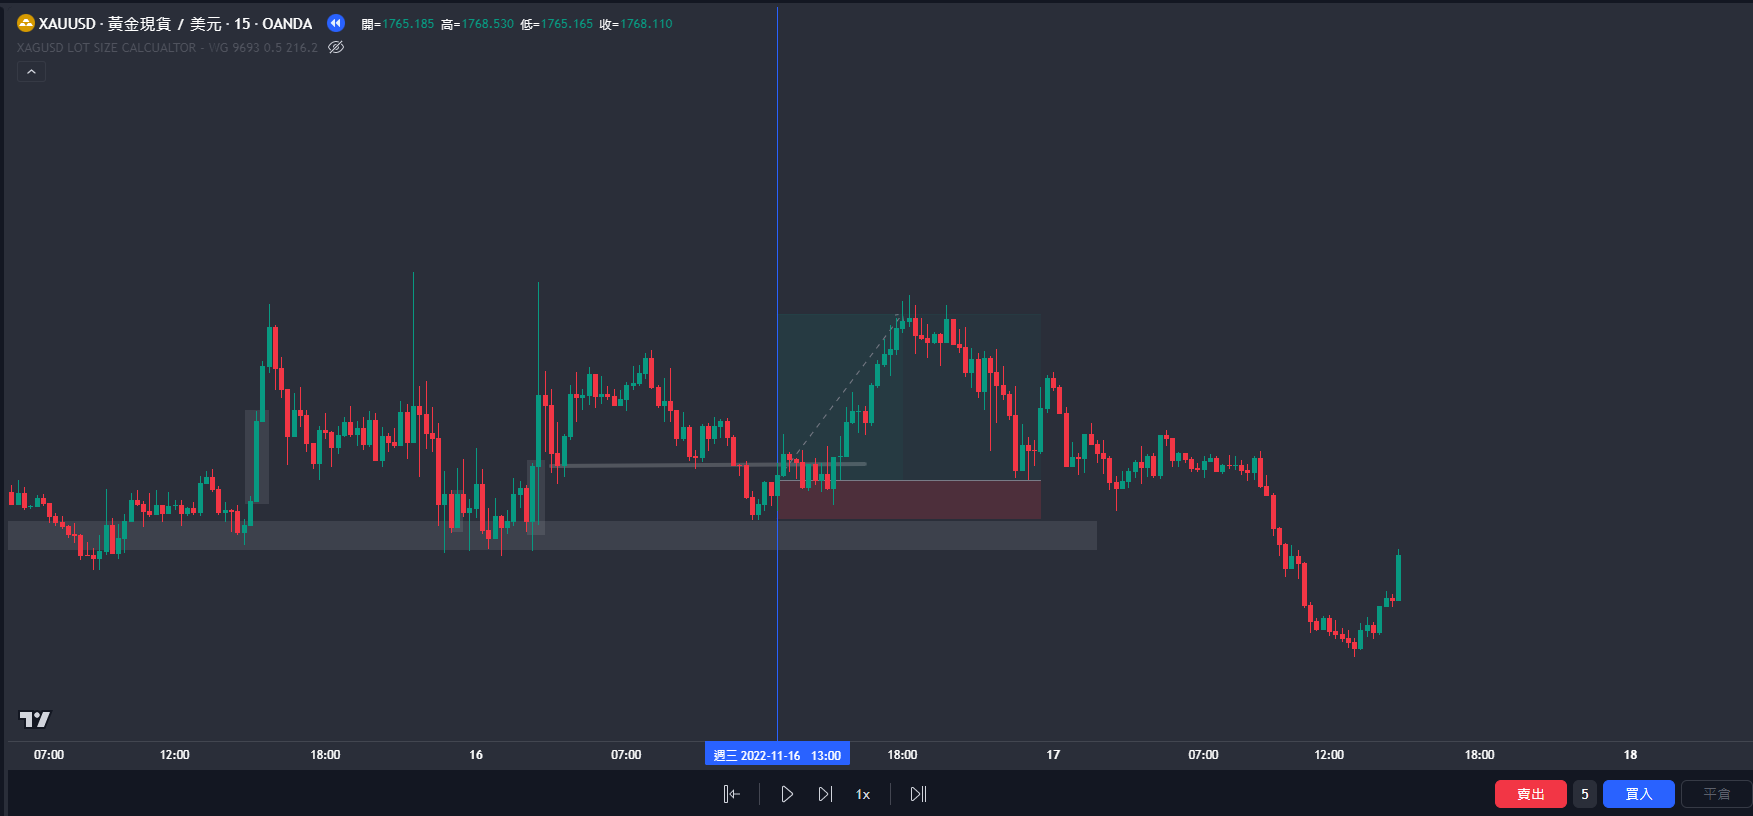 XAUUSD · 黃金現貨 / 美元 · 15 · OANDA 開=1765.185 高=1768.530 低=1765.165 收=1768.110
XAGUSD LOT SIZE CALCUALTOR - WG 9693 0.5 216.2
07:00 12:00 18:00 16 07:00 週三 2022-11-16 13:00 18:00 17 07:00 12:00 18:00 18
1x 賣出 5 買入 平倉